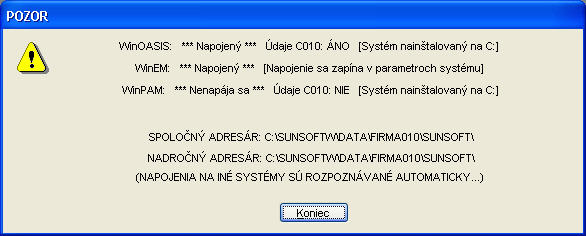 POZOR
WinOASIS: *** Napojený *** Údaje C010: ÁNO [Systém nainštalovaný na C:]
WinEM: *** Napojený *** [Napojenie sa zapína v parametroch systému]
WinPAM: *** Nenapája sa *** Údaje C010: NIE [Systém nainštalovaný na C:]
SPOLOČNÝ ADRESÁR: C:\SUNSOFT\W\DATA\FIRMA010\SUNSOFT\
NADROČNÝ ADRESÁR: C:\SUNSOFT\W\DATA\FIRMA010\SUNSOFT\
(NAPOJENIA NA INÉ SYSTÉMY SÚ ROZPOZNÁVANÉ AUTOMATICKY...)
Koniec